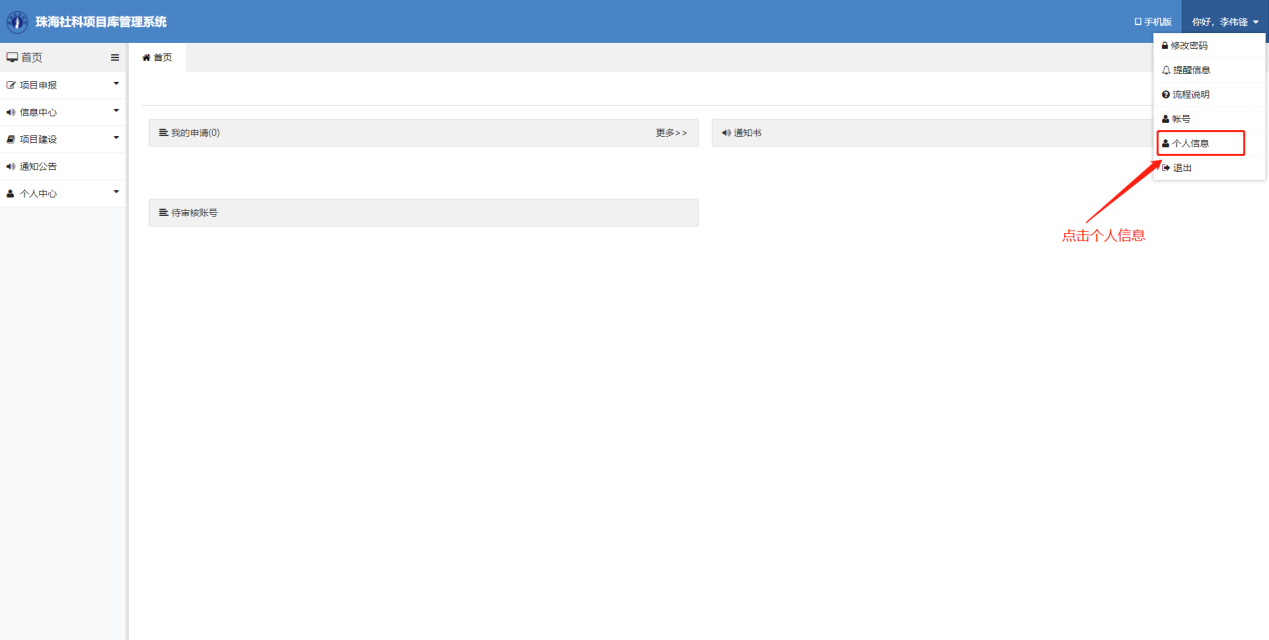 珠海社科项目库管理系统
手机版
你好，李伟锋
首页
首页
修改密码
提醒信息
流程说明
帐号
个人信息
退出
项目申报
信息中心
项目建设
通知公告
个人中心
我的申请(0)
更多>>
通知书
待审核账号
点击个人信息